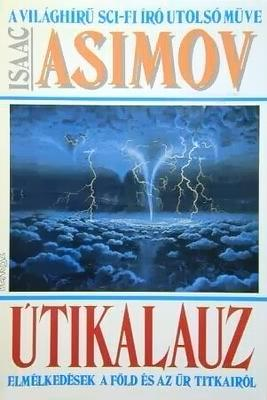 A VILÁGHÍRŰ SCI-FI ÍRÓ UTOLSÓ MŰVE
ISAAC
ASIMOV
ÚTIKALAUZ
ELMÉLKEDÉSEK A FÖLD ÉS AZ ŰR TITKAIRÓL